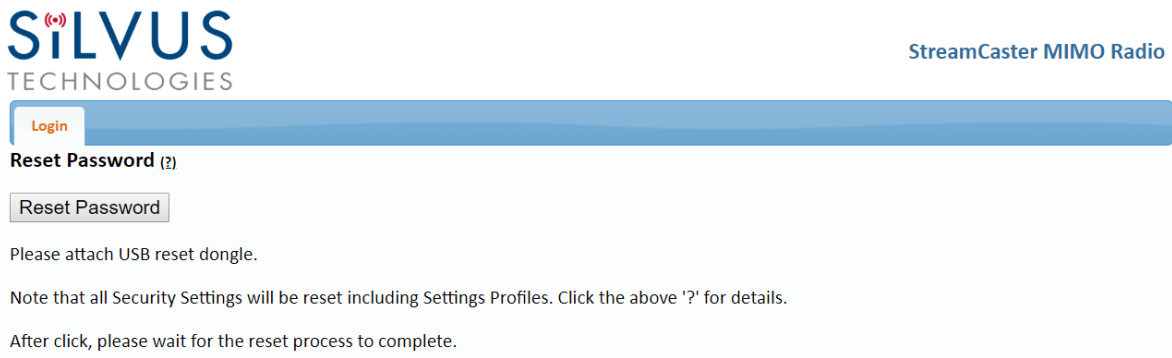 SiLVUS
TECHNOLOGIES
StreamCaster MIMO Radio
Login
Reset Password (?)
Reset Password
Please attach USB reset dongle.
Note that all Security Settings will be reset including Settings Profiles. Click the above '?' for details.
After click, please wait for the reset process to complete.